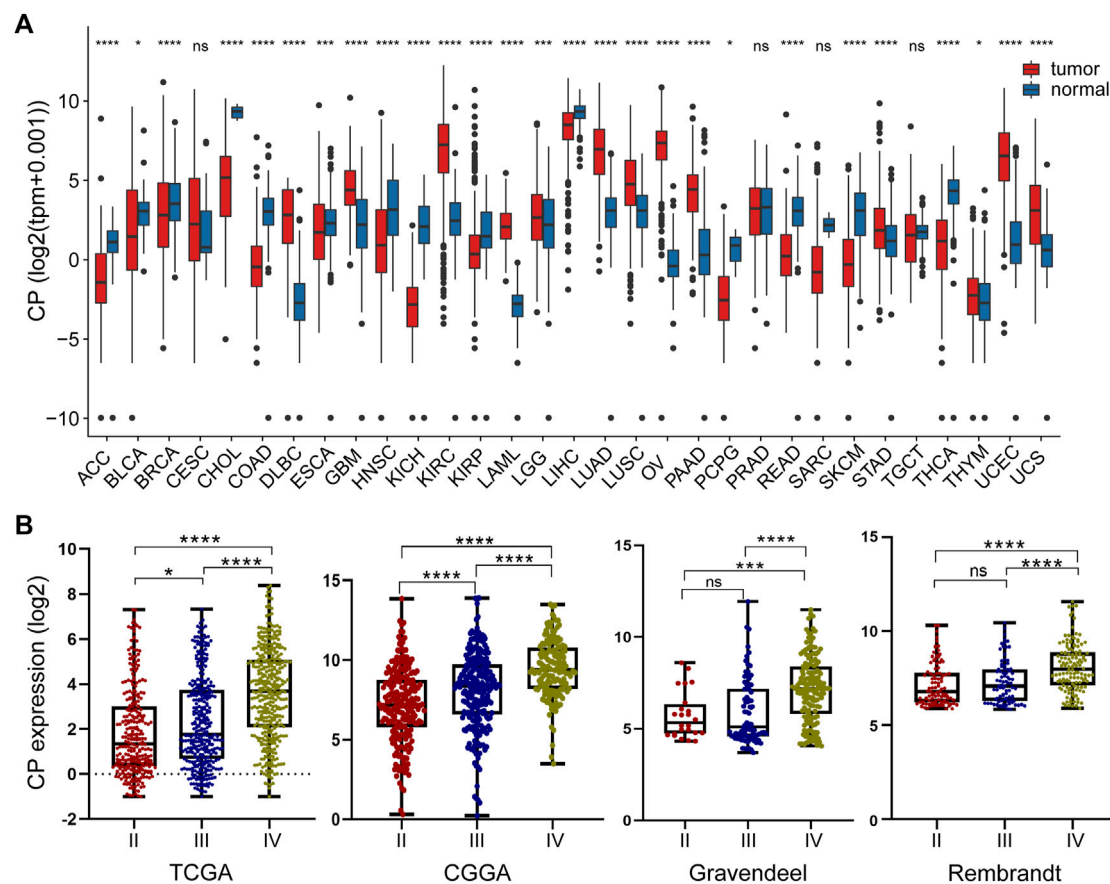 A
**** * **** ns **** **** **** *** **** **** **** **** **** **** *** **** **** **** **** **** * ns **** ns **** **** ns **** * **** ****
tumor
normal
CP (log2(tpm+0.001))
10
5
0
−5
−10
ACC BLCA BRCA CESC CHOL COAD DLBC ESCA GBM HNSC KICH KIRC KIRP LAML LGG LIHC LUAD LUSC OV PAAD PCPG PRAD READ SARC SKCM STAD TGCT THCA THYM UCEC UCS
B
CP expression (log2)
****
* ****
10
8
6
4
2
0
-2
II III IV
TCGA
****
**** ****
15
10
5
0
II III IV
CGGA
****
***
ns
15
10
5
0
II III IV
Gravendeel
****
ns ****
15
10
5
0
II III IV
Rembrandt